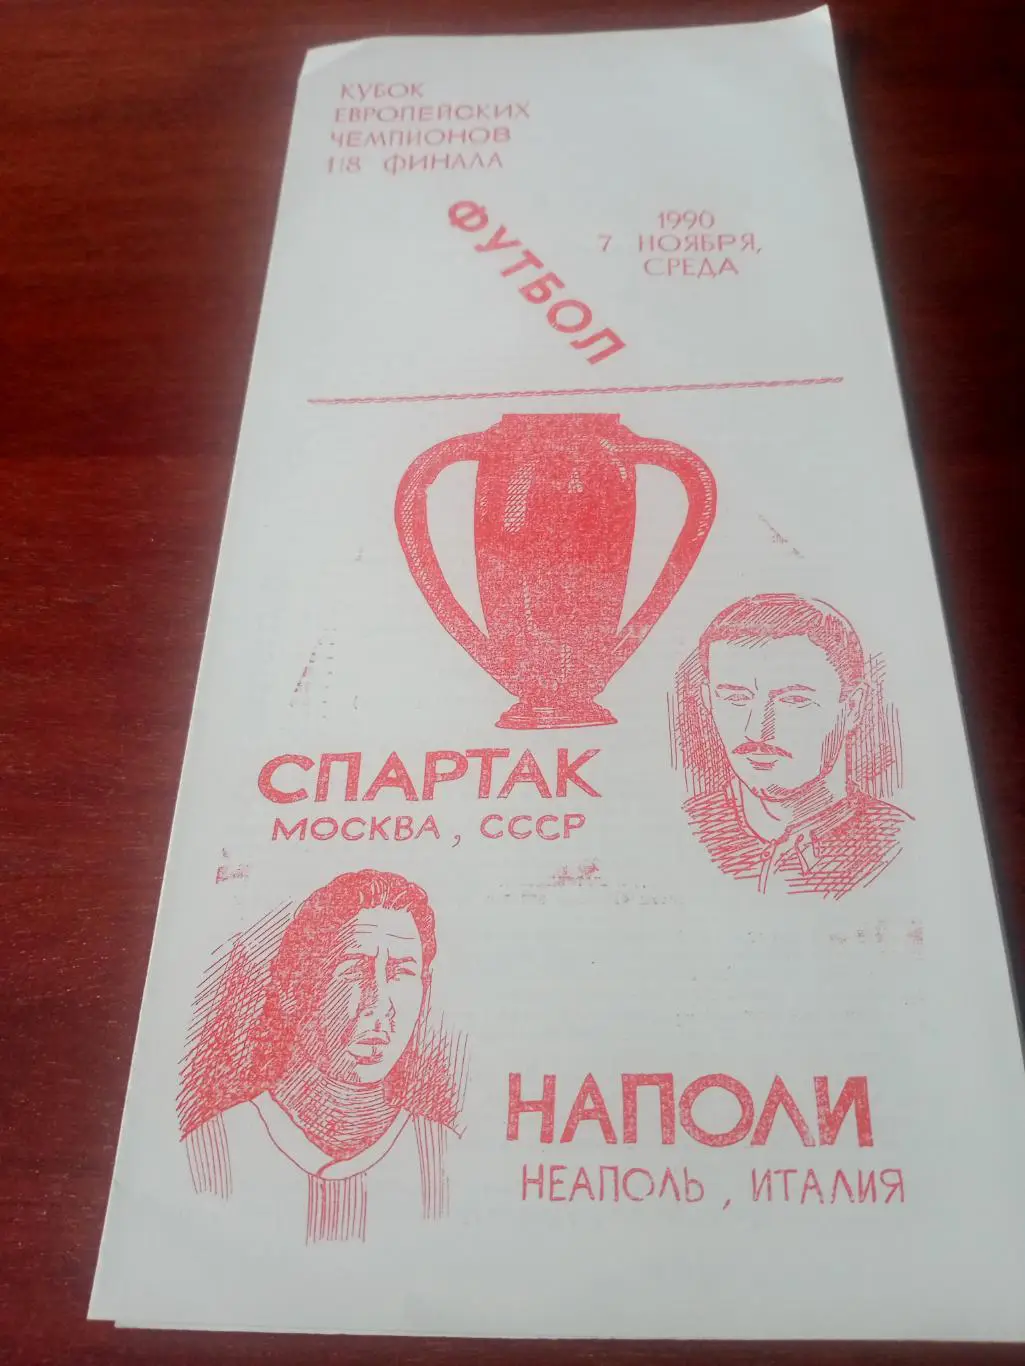 КУБОК
ЕВРОПЕЙСКИХ
ЧЕМПИОНОВ
1|8 ФИНАЛА
ФУТБОЛ
1990
7 НОЯБРЯ,
СРЕДА
СПАРТАК
МОСКВА, СССР
НАПОЛИ
НЕАПОЛЬ, ИТАЛИЯ